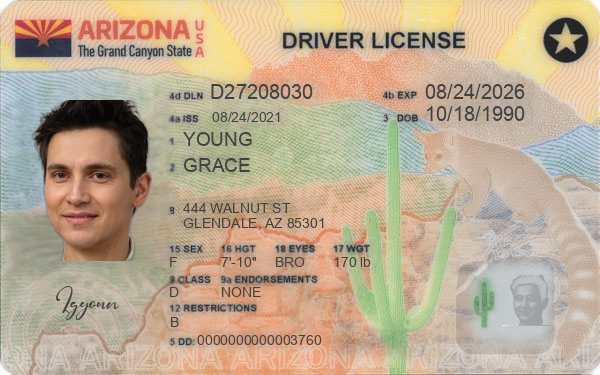 ARIZONA USA
The Grand Canyon State
DRIVER LICENSE
4d DLN D27208030
4b EXP 08/24/2026
4a ISS 08/24/2021
3 DOB 10/18/1990
1 YOUNG
2 GRACE
8 444 WALNUT ST
GLENDALE, AZ 85301
15 SEX 16 HGT 18 EYES 17 WGT
F 7'-10" BRO 170 lb
9 CLASS 9a ENDORSEMENTS
D NONE
12 RESTRICTIONS
B
5 DD: 0000000000003760
ONA ARIZONA ARIZONA ARIZONA ARIZONA ARIZ